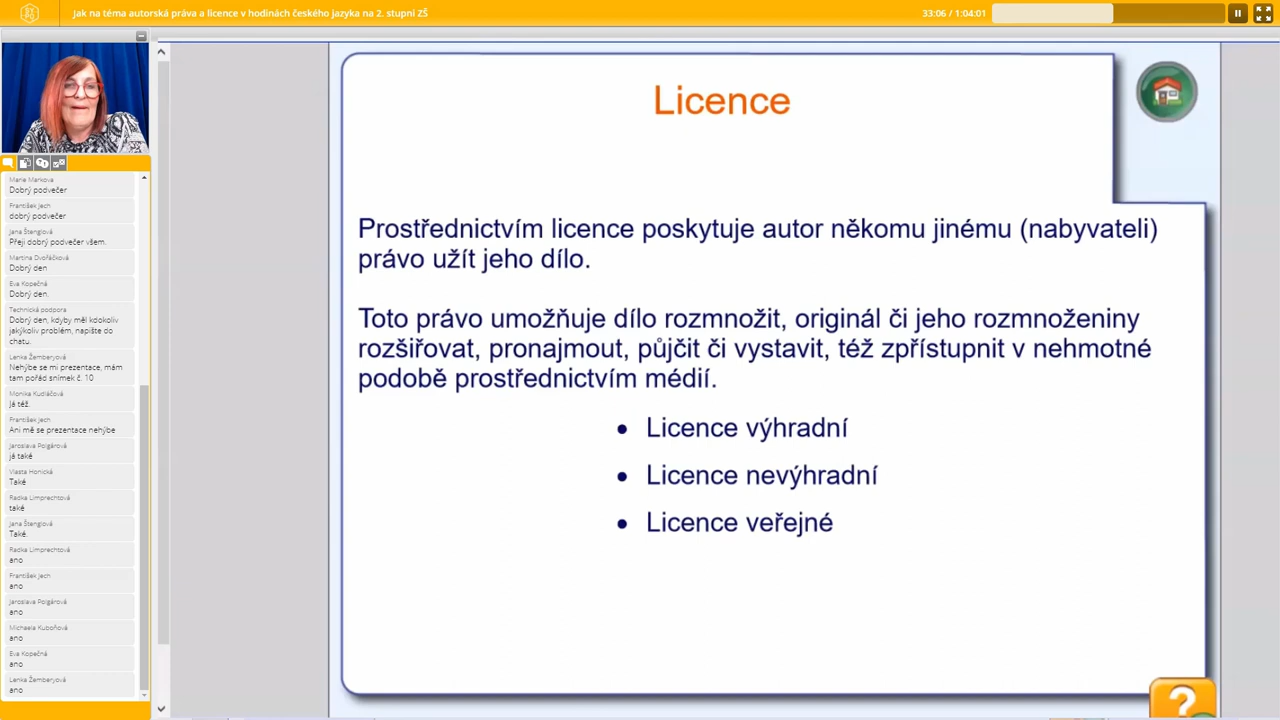 Jak na téma autorská práva a licence v hodinách českého jazyka na 2. stupni ZŠ
33:06 / 1:04:01
Marie Markova
Dobrý podvečer
František Jech
dobrý podvečer
Jana Štenglová
Přeji dobrý podvečer všem.
Martina Dvořáčková
Dobrý den
Eva Kopečná
Dobrý den.
Technická podpora
Dobrý den, kdyby měl kdokoliv
jakýkoliv problém, napište do
chatu.
Lenka Žemberyová
Nehýbe se mi prezentace, mám
tam pořád snímek č. 10
Monika Kudláčová
Já též.
František Jech
Ani mě se prezentace nehýbe
Jaroslava Polgárová
já také
Vlasta Honická
Také
Radka Limprechtová
také
Jana Štenglová
Také.
Radka Limprechtová
ano
František Jech
ano
Jaroslava Polgárová
ano
Michaela Kuboňová
ano
Eva Kopečná
ano
Lenka Žemberyová
ano
Licence
Prostřednictvím licence poskytuje autor někomu jinému (nabyvateli)
právo užít jeho dílo.
Toto právo umožňuje dílo rozmnožit, originál či jeho rozmnoženiny
rozšiřovat, pronajmout, půjčit či vystavit, též zpřístupnit v nehmotné
podobě prostřednictvím médií.
• Licence výhradní
• Licence nevýhradní
• Licence veřejné
?